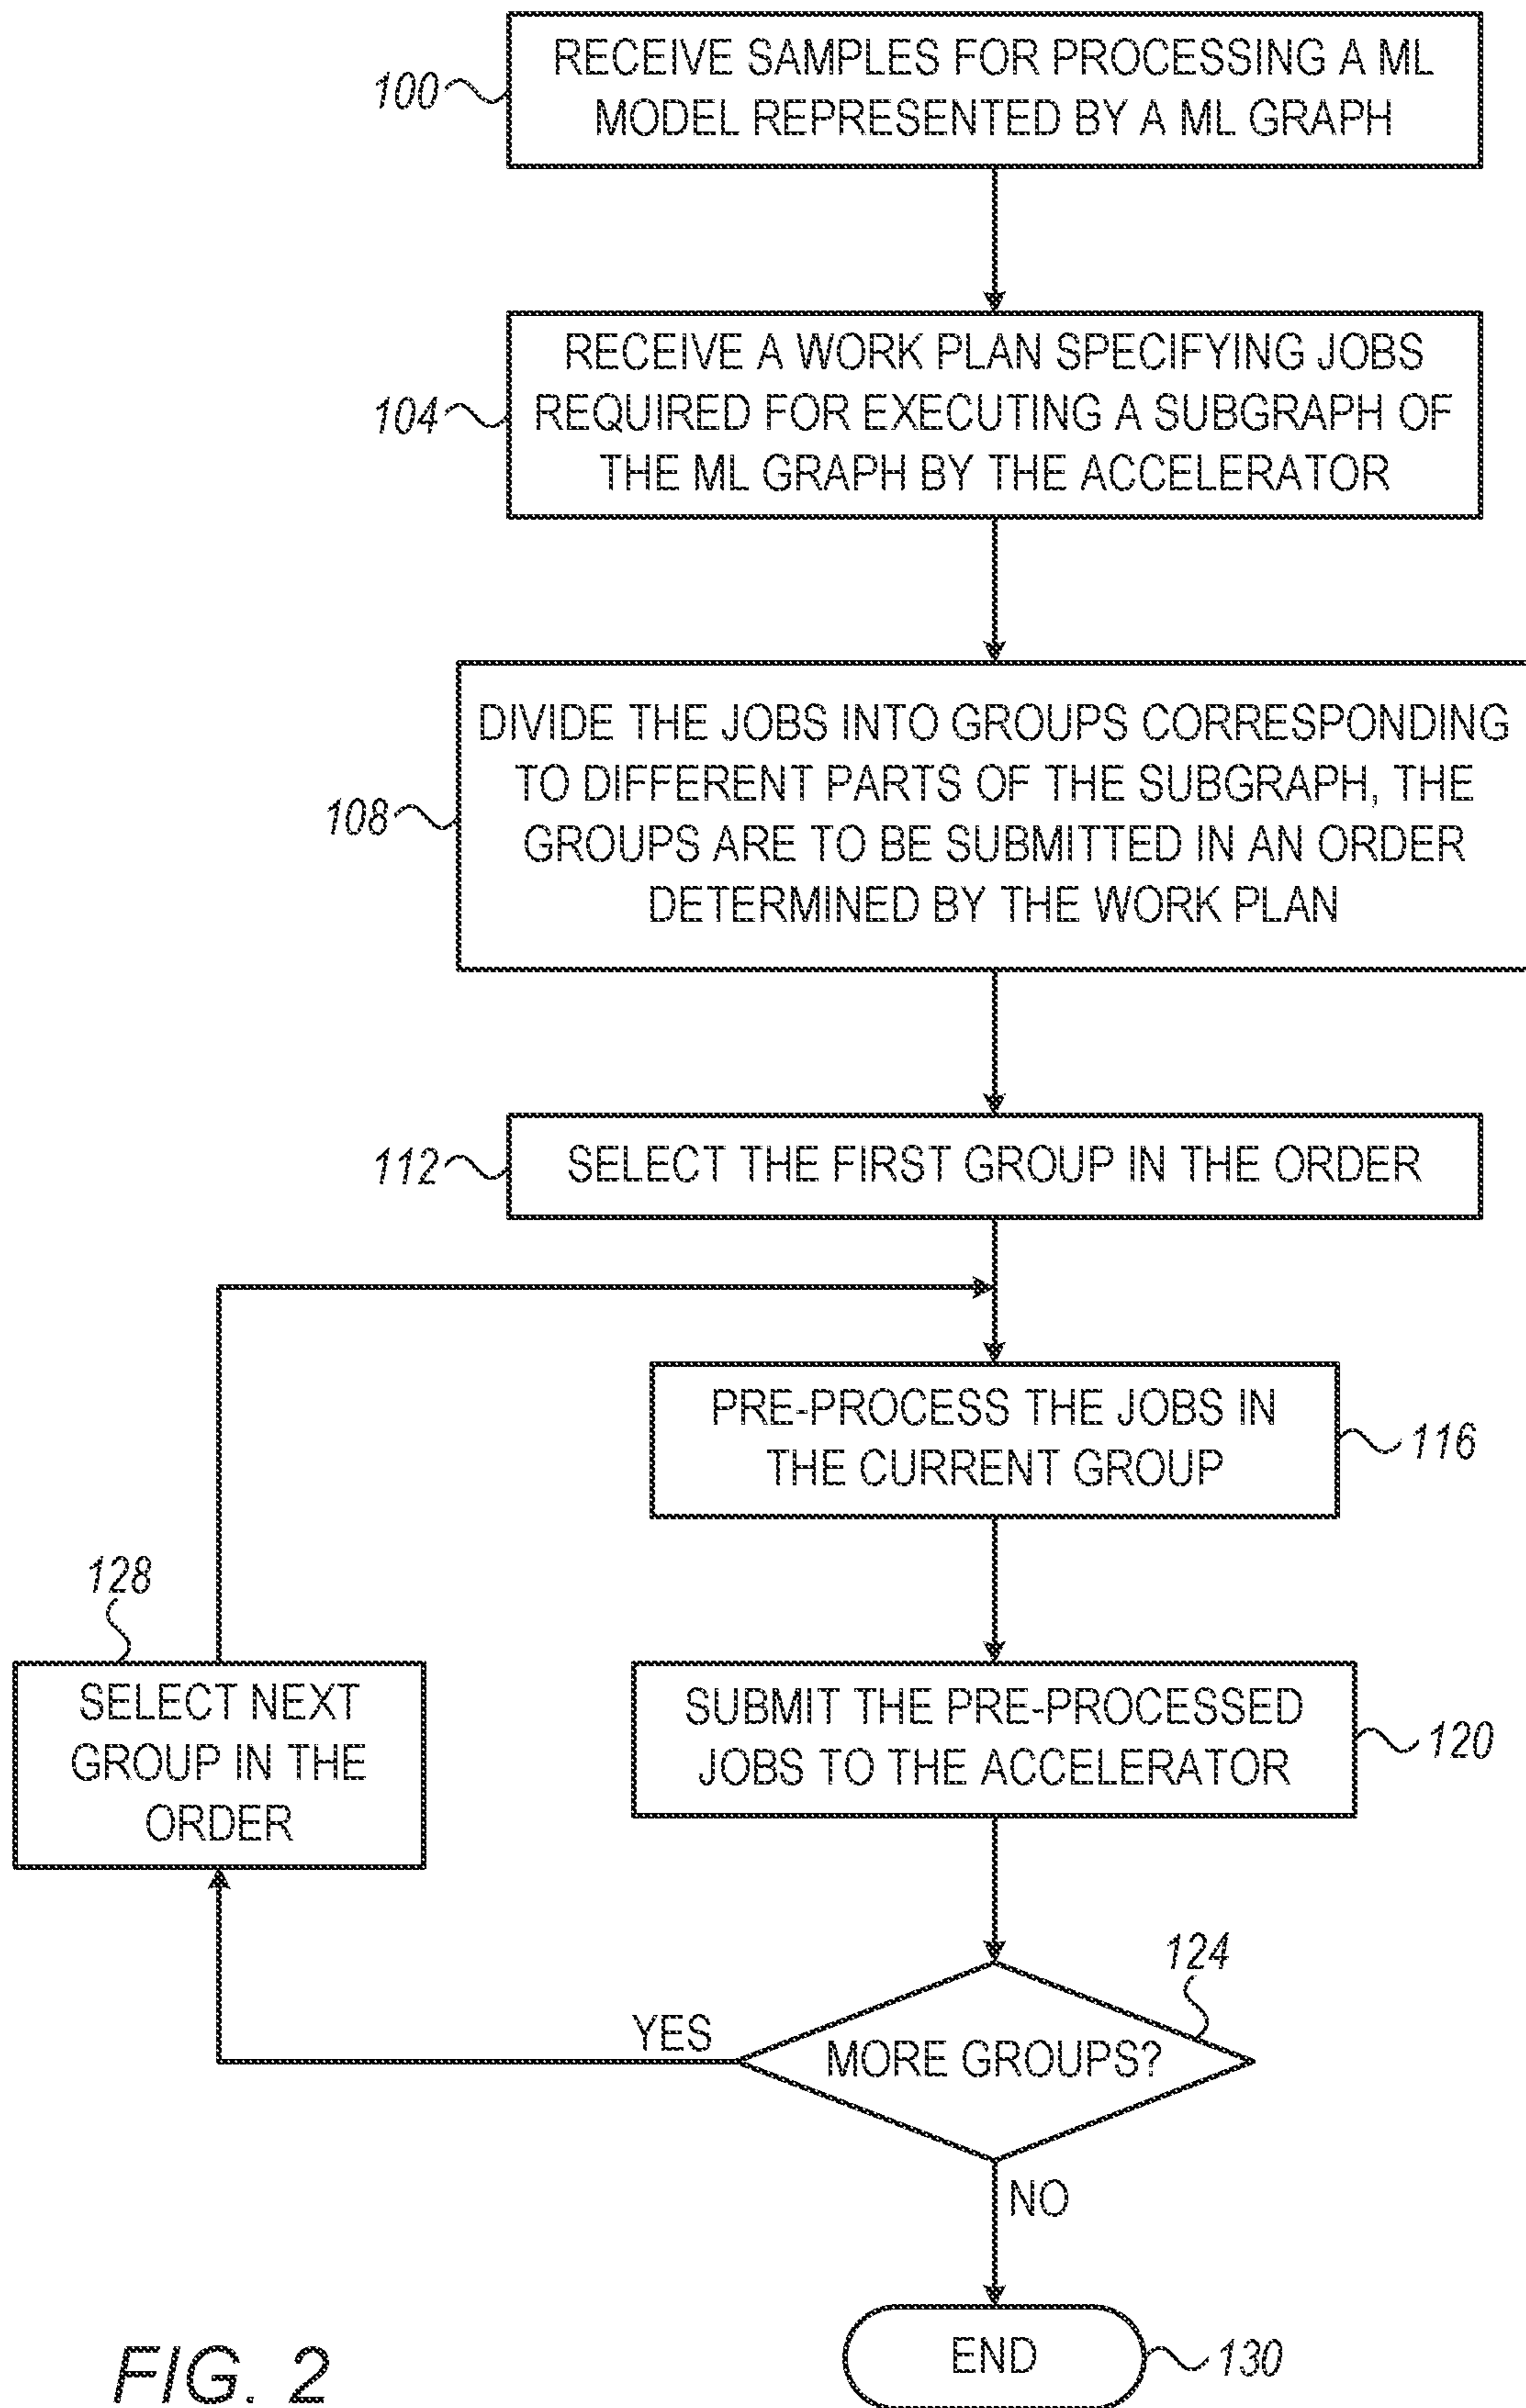 100
RECEIVE SAMPLES FOR PROCESSING A ML
MODEL REPRESENTED BY A ML GRAPH
104
RECEIVE A WORK PLAN SPECIFYING JOBS
REQUIRED FOR EXECUTING A SUBGRAPH OF
THE ML GRAPH BY THE ACCELERATOR
108
DIVIDE THE JOBS INTO GROUPS CORRESPONDING
TO DIFFERENT PARTS OF THE SUBGRAPH, THE
GROUPS ARE TO BE SUBMITTED IN AN ORDER
DETERMINED BY THE WORK PLAN
112
SELECT THE FIRST GROUP IN THE ORDER
PRE-PROCESS THE JOBS IN
THE CURRENT GROUP
116
128
SELECT NEXT
GROUP IN THE
ORDER
SUBMIT THE PRE-PROCESSED
JOBS TO THE ACCELERATOR
120
124
YES
MORE GROUPS?
NO
END
130
FIG. 2